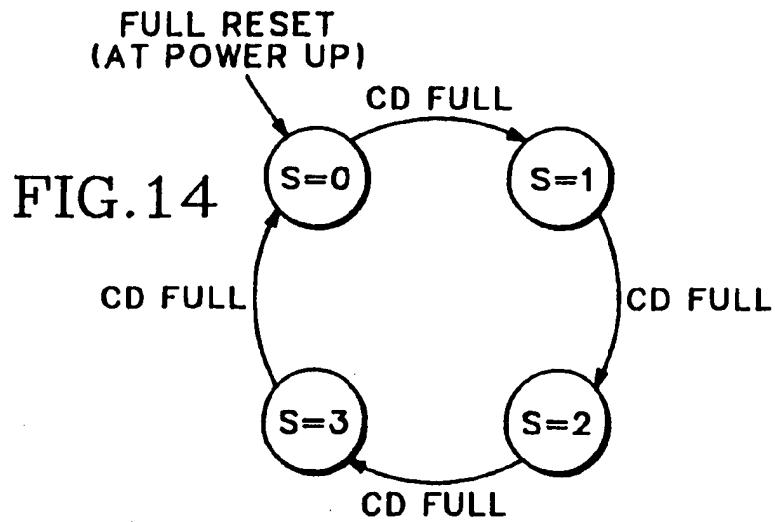 FULL RESET
(AT POWER UP)
CD FULL
S=0
S=1
FIG.14
CD FULL
CD FULL
S=3
S=2
CD FULL